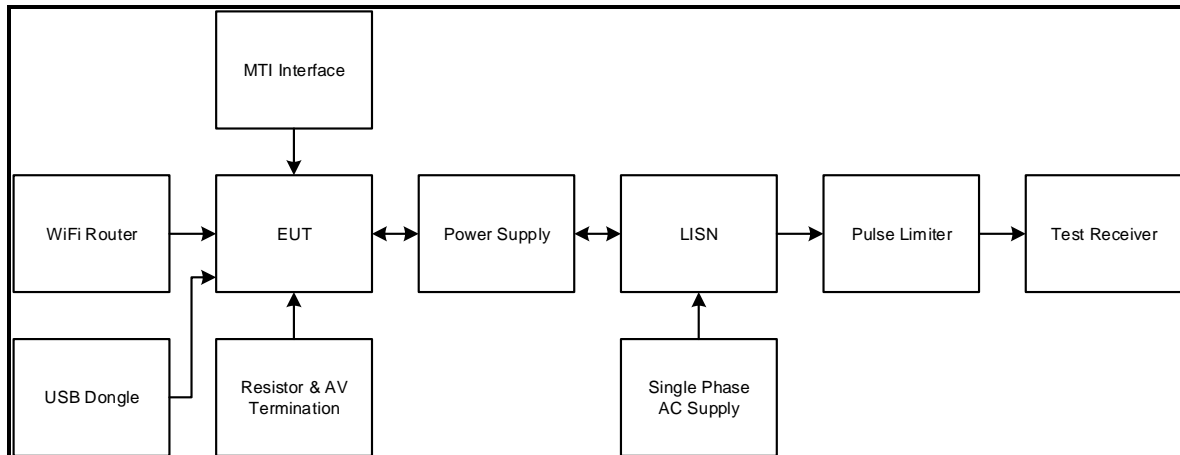 MTI Interface
WiFi Router
EUT
Power Supply
LISN
Pulse Limiter
Test Receiver
USB Dongle
Resistor & AV
Termination
Single Phase
AC Supply